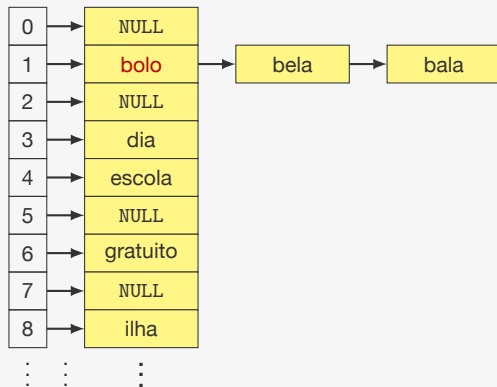 0 NULL
1 bolo bela bala
2 NULL
3 dia
4 escola
5 NULL
6 gratuito
7 NULL
8 ilha